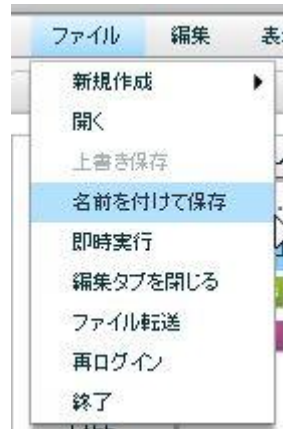 ファイル 編集
新規作成
開く
上書き保存
名前を付けて保存
即時実行
編集タブを閉じる
ファイル転送
再ログイン
終了